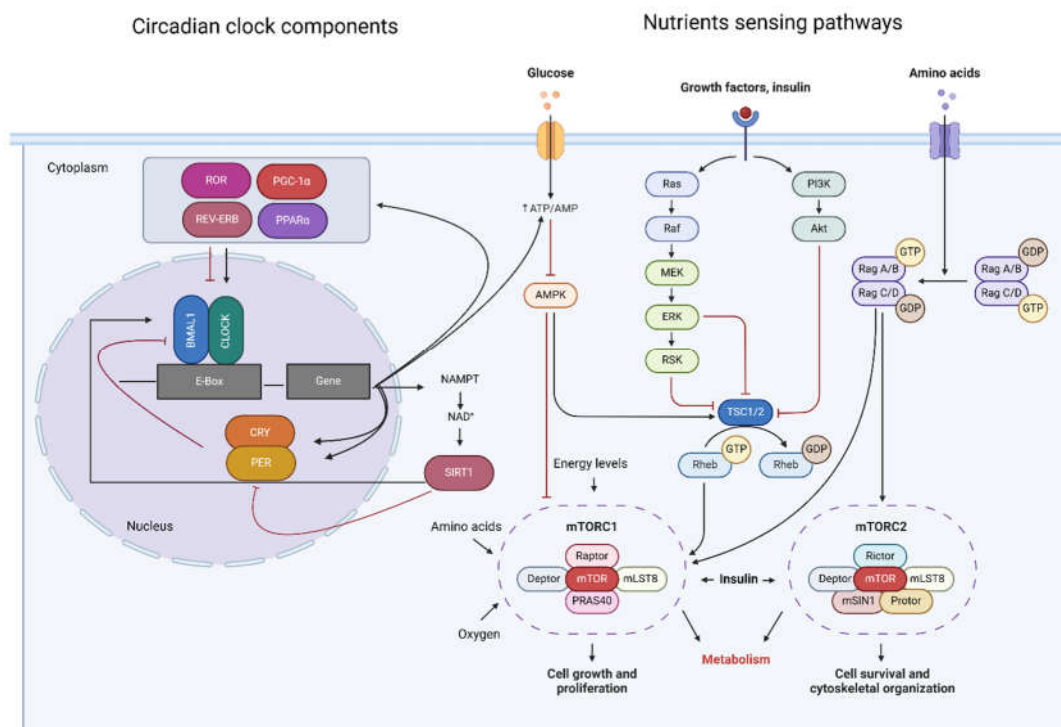 Circadian clock components
Nutrients sensing pathways
Glucose
Growth factors, insulin
Amino acids
Cytoplasm
ROR
PGC-1α
REV-ERB
PPARα
↑ATP/AMP
AMPK
Ras
Raf
MEK
ERK
RSK
PI3K
Akt
GTP
Rag A/B
Rag C/D
GDP
GDP
Rag A/B
Rag C/D
GTP
BMAL1
CLOCK
E-Box
Gene
NAMPT
NAD⁺
SIRT1
CRY
PER
Nucleus
TSC1/2
Rheb
GTP
Rheb
GDP
Energy levels
Amino acids
Oxygen
mTORC1
Raptor
Deptor
mTOR
mLST8
PRAS40
Insulin
mTORC2
Rictor
Deptor
mTOR
mLST8
mSIN1
Protor
Metabolism
Cell growth and
proliferation
Cell survival and
cytoskeletal organization